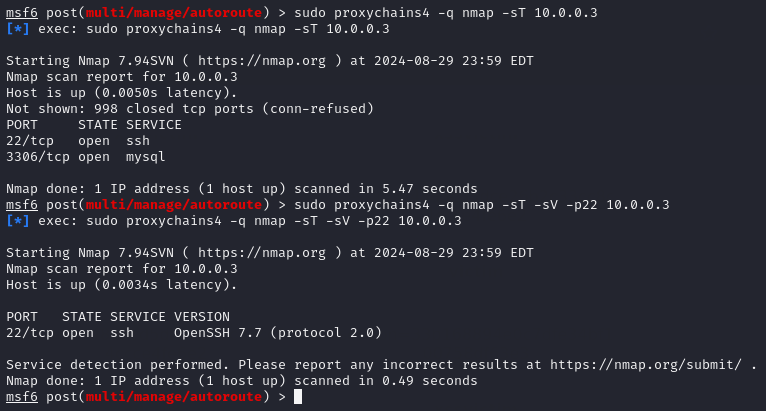 msf6 post(multi/manage/autoroute) > sudo proxychains4 -q nmap -sT 10.0.0.3
[*] exec: sudo proxychains4 -q nmap -sT 10.0.0.3
Starting Nmap 7.94SVN ( https://nmap.org ) at 2024-08-29 23:59 EDT
Nmap scan report for 10.0.0.3
Host is up (0.0050s latency).
Not shown: 998 closed tcp ports (conn-refused)
PORT     STATE SERVICE
22/tcp   open  ssh
3306/tcp open  mysql
Nmap done: 1 IP address (1 host up) scanned in 5.47 seconds
msf6 post(multi/manage/autoroute) > sudo proxychains4 -q nmap -sT -sV -p22 10.0.0.3
[*] exec: sudo proxychains4 -q nmap -sT -sV -p22 10.0.0.3
Starting Nmap 7.94SVN ( https://nmap.org ) at 2024-08-29 23:59 EDT
Nmap scan report for 10.0.0.3
Host is up (0.0034s latency).
PORT   STATE SERVICE VERSION
22/tcp open  ssh     OpenSSH 7.7 (protocol 2.0)
Service detection performed. Please report any incorrect results at https://nmap.org/submit/ .
Nmap done: 1 IP address (1 host up) scanned in 0.49 seconds
msf6 post(multi/manage/autoroute) >